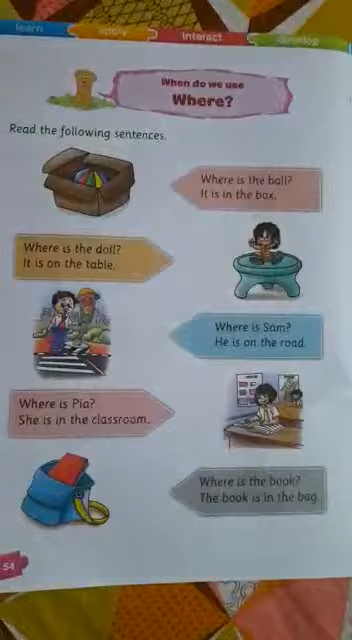 learn apply interact develop
When do we use
Where?
Read the following sentences.
Where is the ball?
It is in the box.
Where is the doll?
It is on the table.
Where is Sam?
He is on the road.
Where is Pia?
She is in the classroom.
Where is the book?
The book is in the bag.
54